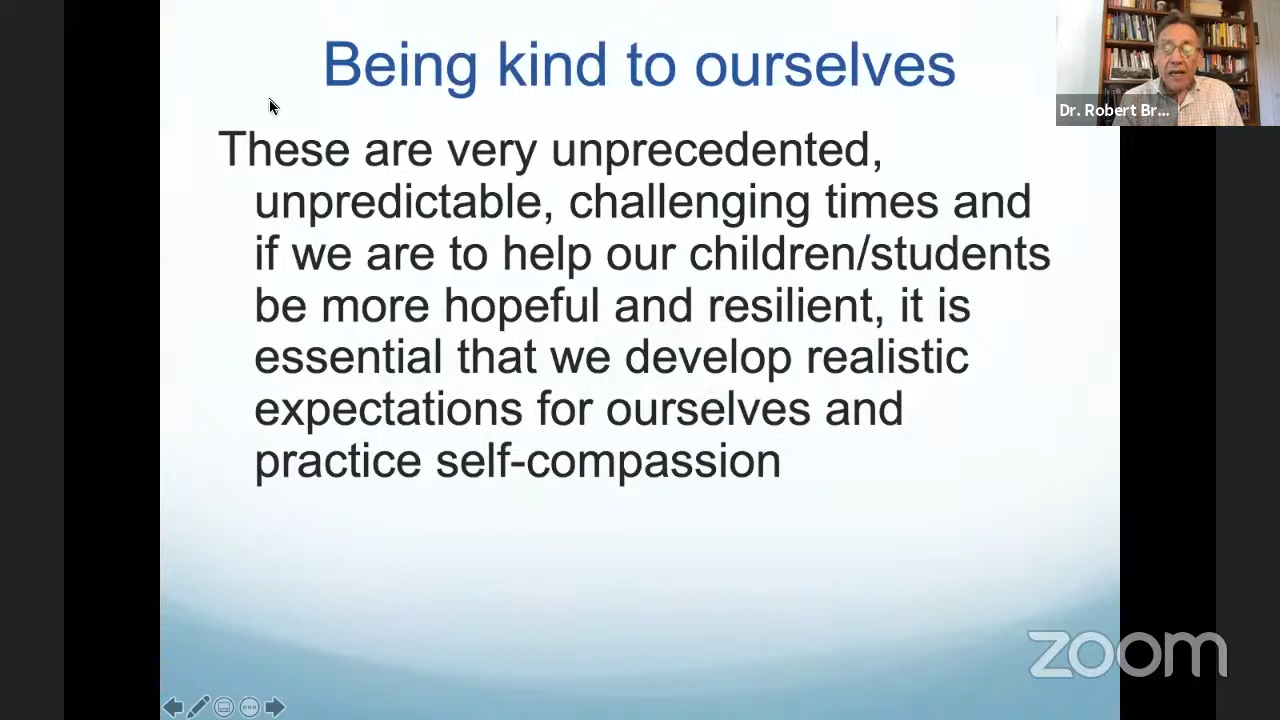 Being kind to ourselves
Dr. Robert Br...
These are very unprecedented,
unpredictable, challenging times and
if we are to help our children/students
be more hopeful and resilient, it is
essential that we develop realistic
expectations for ourselves and
practice self-compassion
zoom